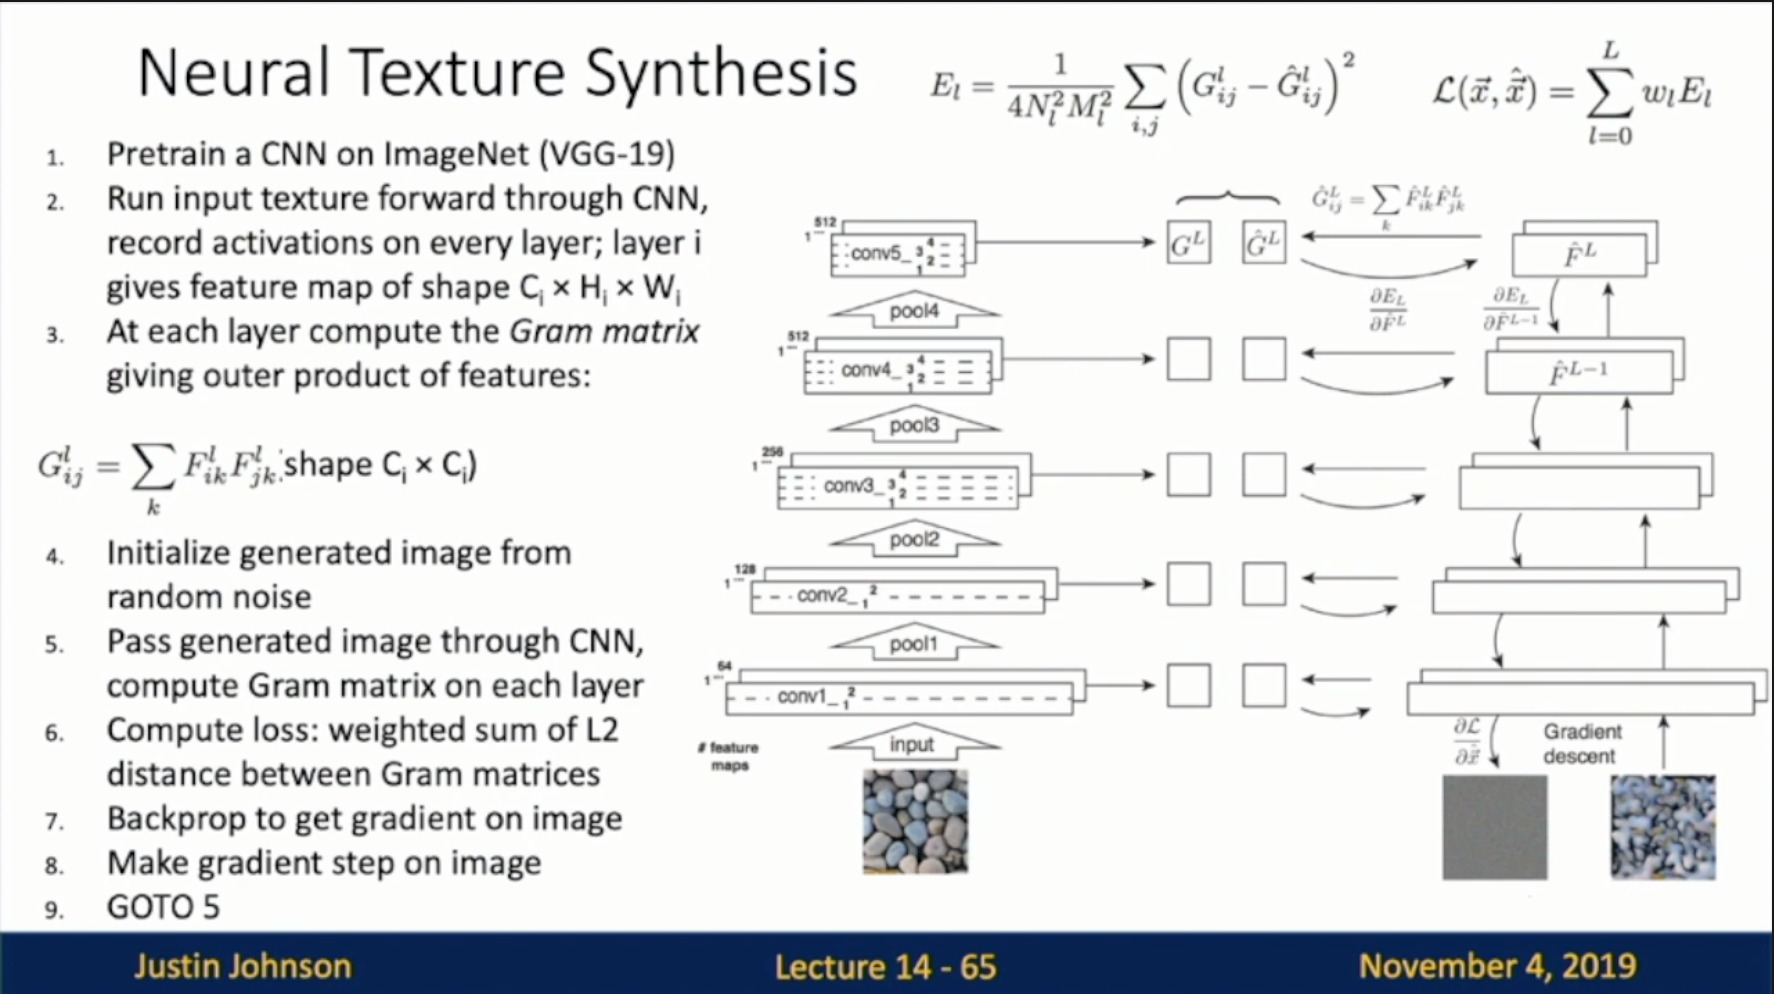 Neural Texture Synthesis
E_l = \frac{1}{4N_l^2 M_l^2} \sum_{i,j} (G_{ij}^l - \hat{G}_{ij}^l)^2
\mathcal{L}(\vec{x}, \hat{\vec{x}}) = \sum_{l=0}^{L} w_l E_l
1. Pretrain a CNN on ImageNet (VGG-19)
2. Run input texture forward through CNN,
record activations on every layer; layer i
gives feature map of shape C_i × H_i × W_i
3. At each layer compute the Gram matrix
giving outer product of features:
G_{ij}^l = \sum_k F_{ik}^l F_{jk}^l shape C_i × C_i)
4. Initialize generated image from
random noise
5. Pass generated image through CNN,
compute Gram matrix on each layer
6. Compute loss: weighted sum of L2
distance between Gram matrices
7. Backprop to get gradient on image
8. Make gradient step on image
9. GOTO 5
512
1... conv5_ 1 2 3 4
pool4
512
1... conv4_ 1 2 3 4
pool3
256
1... conv3_ 1 2 3 4
pool2
128
1... conv2_ 1 2
pool1
64
1... conv1_ 1 2
# feature
maps
input
G^L \hat{G}^L
\hat{G}_{ij}^L = \sum_k \hat{F}_{ik}^L \hat{F}_{jk}^L
\hat{F}^L
\frac{\partial E_L}{\partial \hat{F}^L}
\frac{\partial E_L}{\partial \hat{F}^{L-1}}
\hat{F}^{L-1}
\frac{\partial \mathcal{L}}{\partial \hat{\vec{x}}}
Gradient
descent
Justin Johnson
Lecture 14 - 65
November 4, 2019